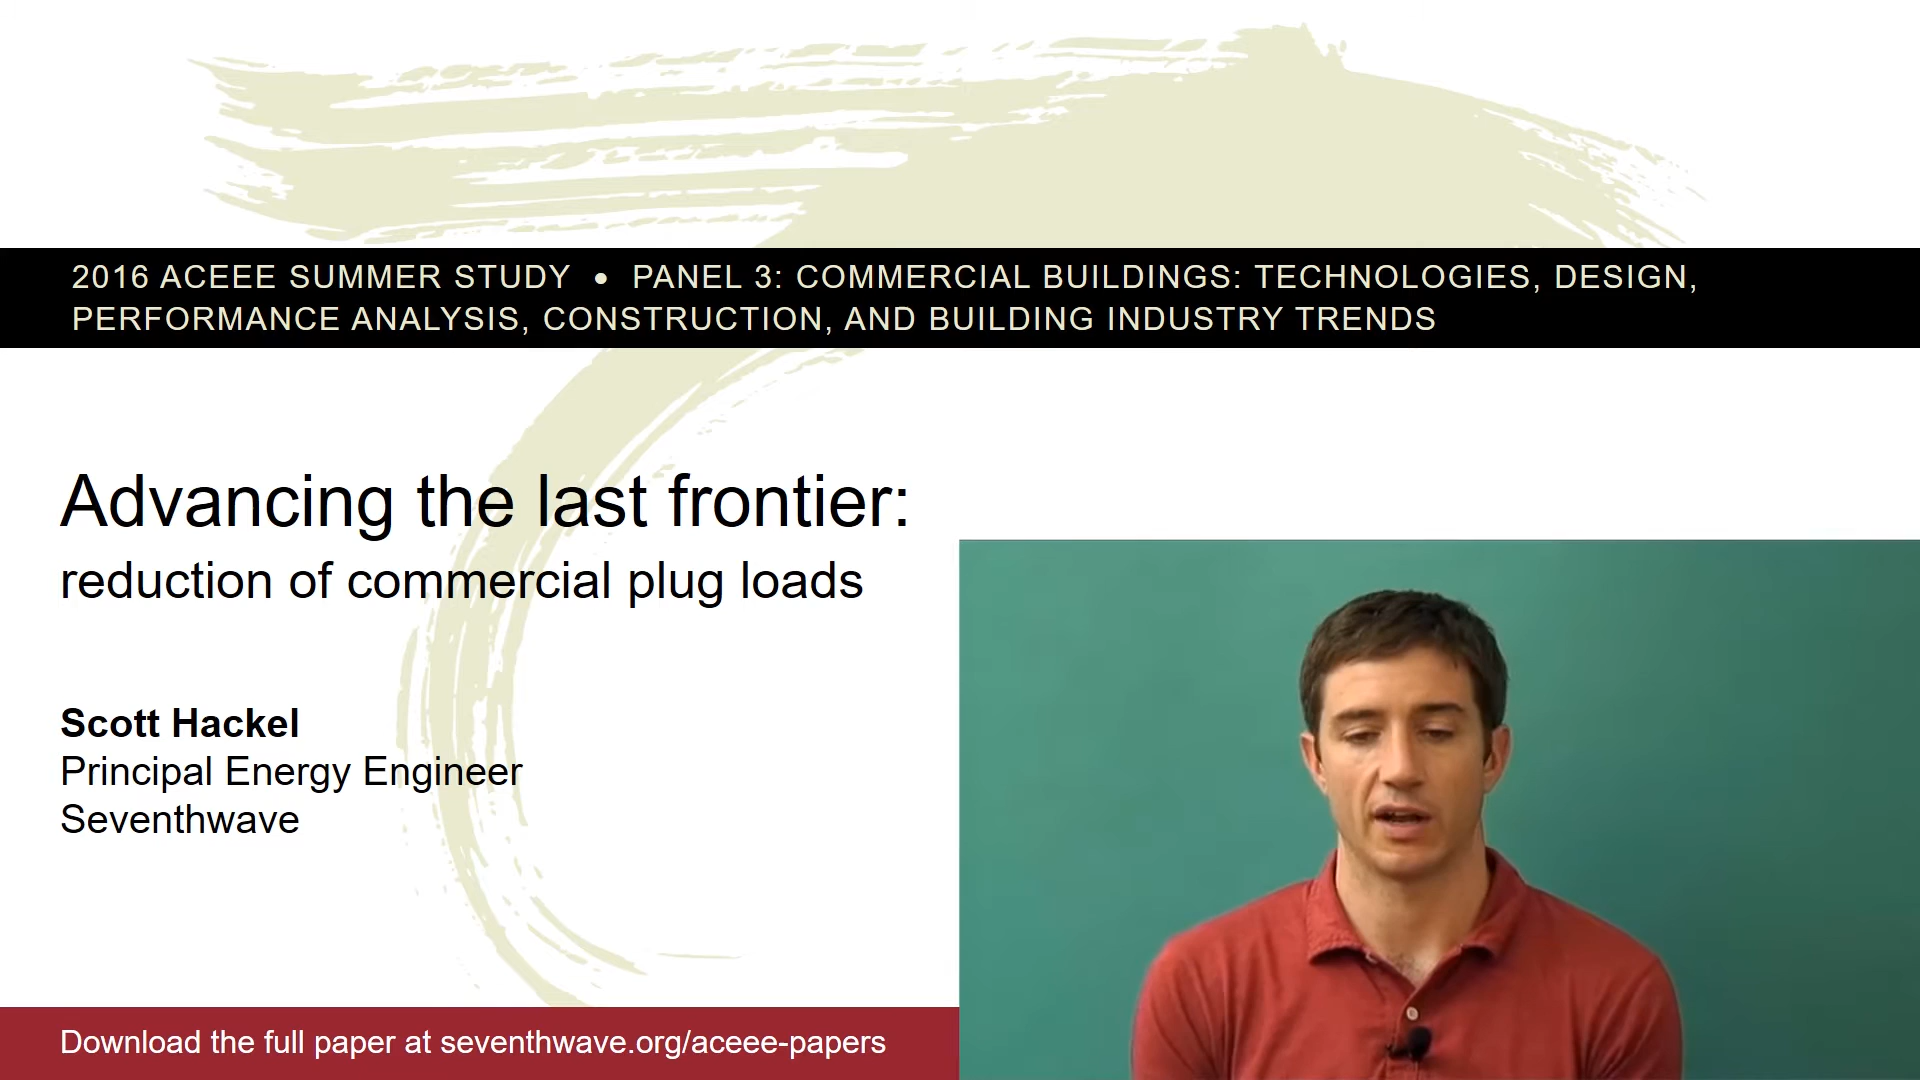 2016 ACEEE SUMMER STUDY • PANEL 3: COMMERCIAL BUILDINGS: TECHNOLOGIES, DESIGN,
PERFORMANCE ANALYSIS, CONSTRUCTION, AND BUILDING INDUSTRY TRENDS
Advancing the last frontier:
reduction of commercial plug loads
Scott Hackel
Principal Energy Engineer
Seventhwave
Download the full paper at seventhwave.org/aceee-papers